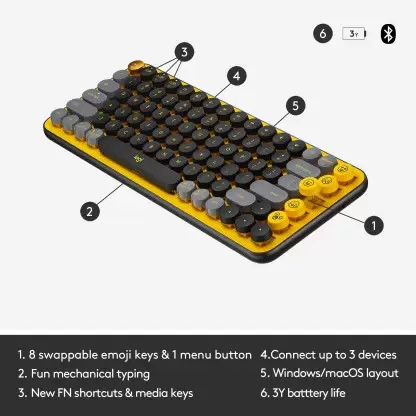 3
4
5
6
3Y
2
1
1. 8 swappable emoji keys & 1 menu button
2. Fun mechanical typing
3. New FN shortcuts & media keys
4.Connect up to 3 devices
5. Windows/macOS layout
6. 3Y batttery life